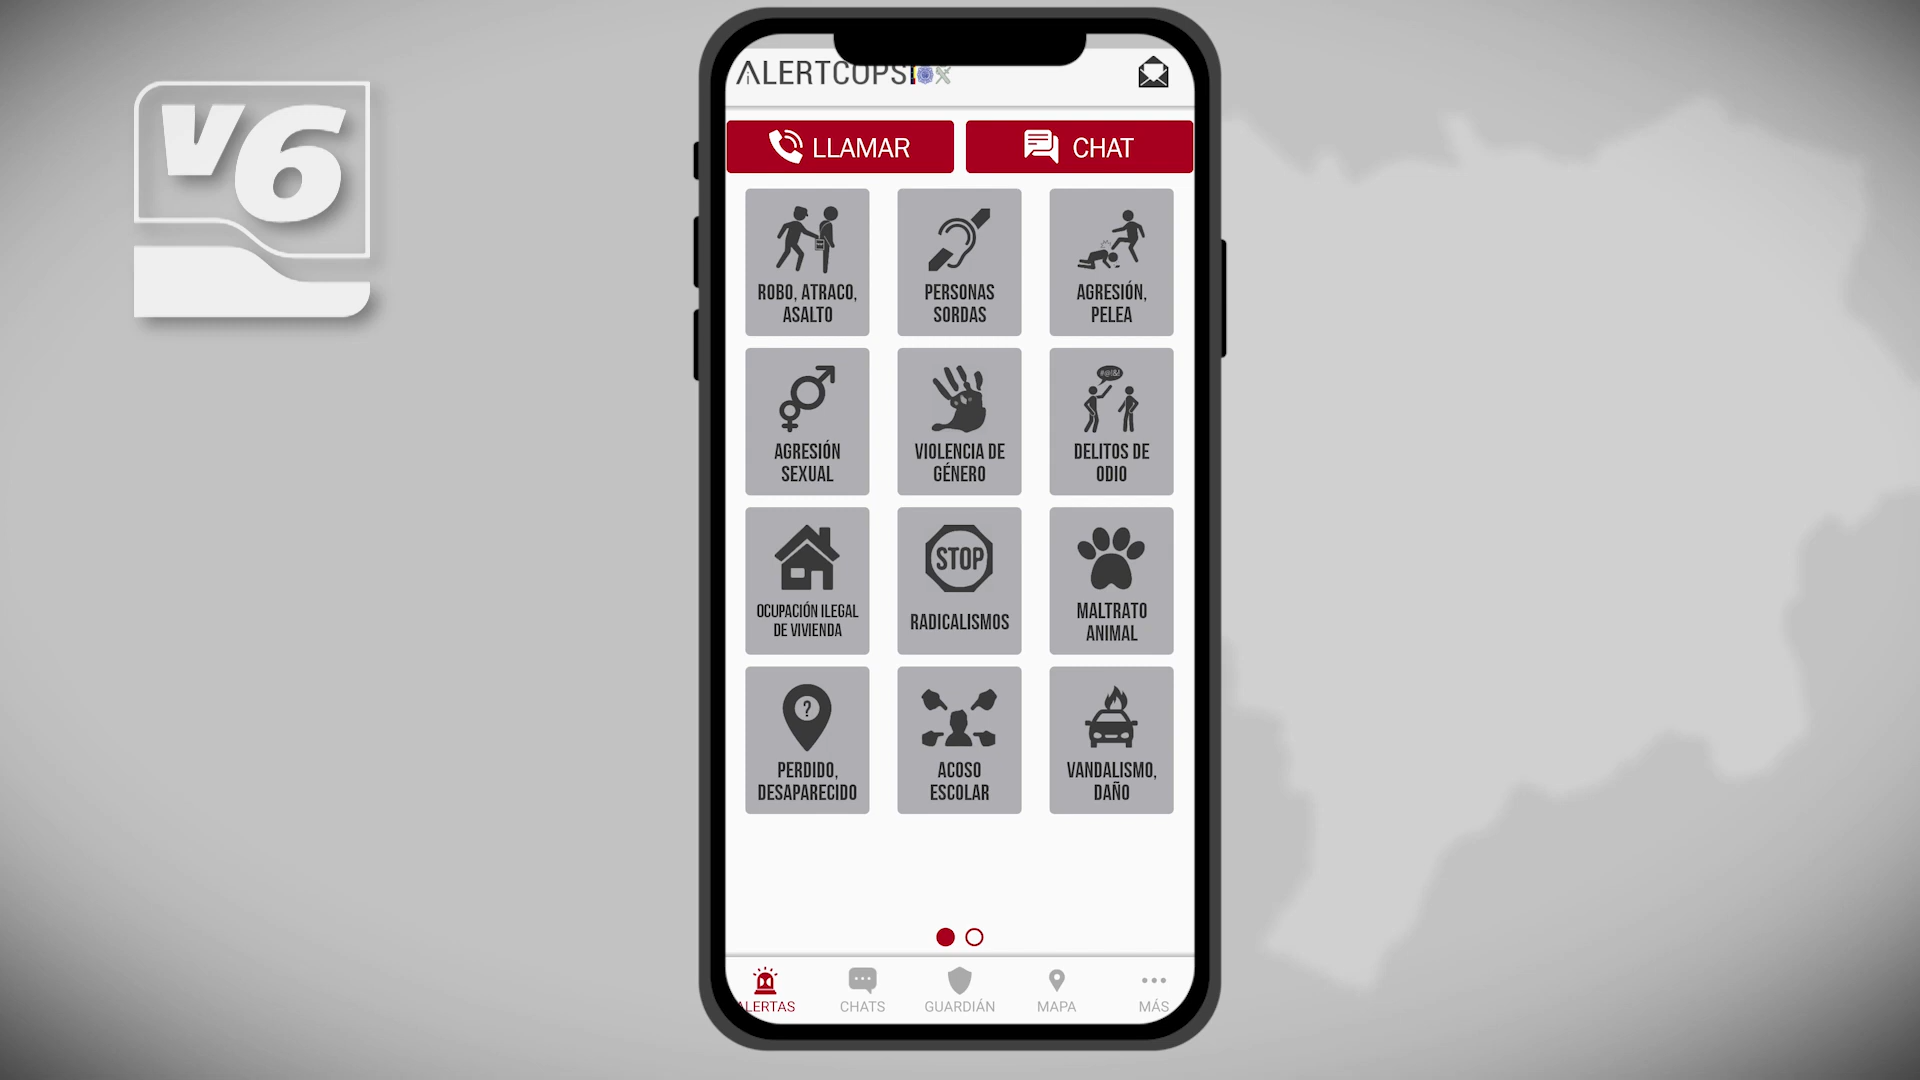 v6
ALERTCOPS
LLAMAR
CHAT
ROBO, ATRACO,
ASALTO
PERSONAS
SORDAS
AGRESIÓN,
PELEA
AGRESIÓN
SEXUAL
VIOLENCIA DE
GÉNERO
#@!&!
DELITOS DE
ODIO
OCUPACIÓN ILEGAL
DE VIVIENDA
STOP
RADICALISMOS
MALTRATO
ANIMAL
?
PERDIDO,
DESAPARECIDO
ACOSO
ESCOLAR
VANDALISMO,
DAÑO
ALERTAS
CHATS
GUARDIÁN
MAPA
MÁS